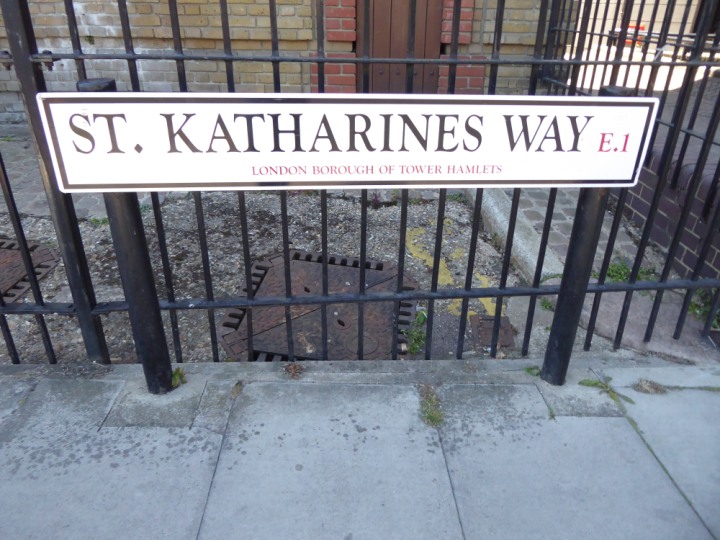 ST. KATHARINES WAY E.1
LONDON BOROUGH OF TOWER HAMLETS